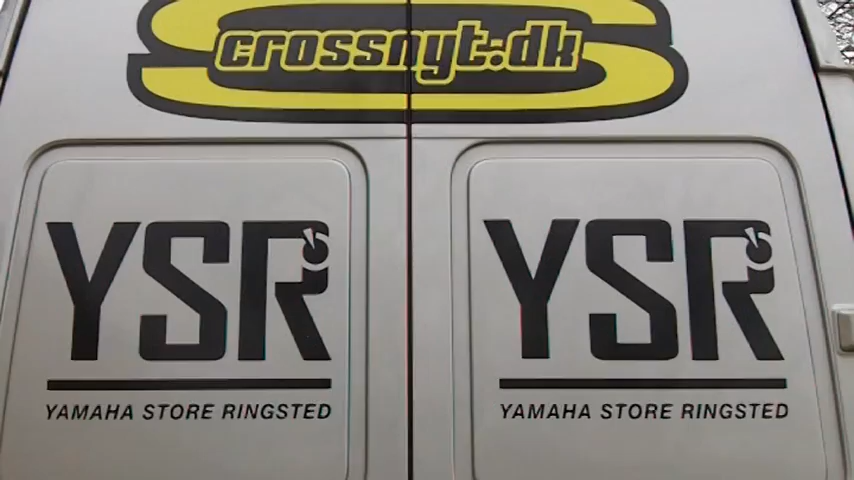 crossnyt.dk
YSR
YAMAHA STORE RINGSTED
YSR
YAMAHA STORE RINGSTED